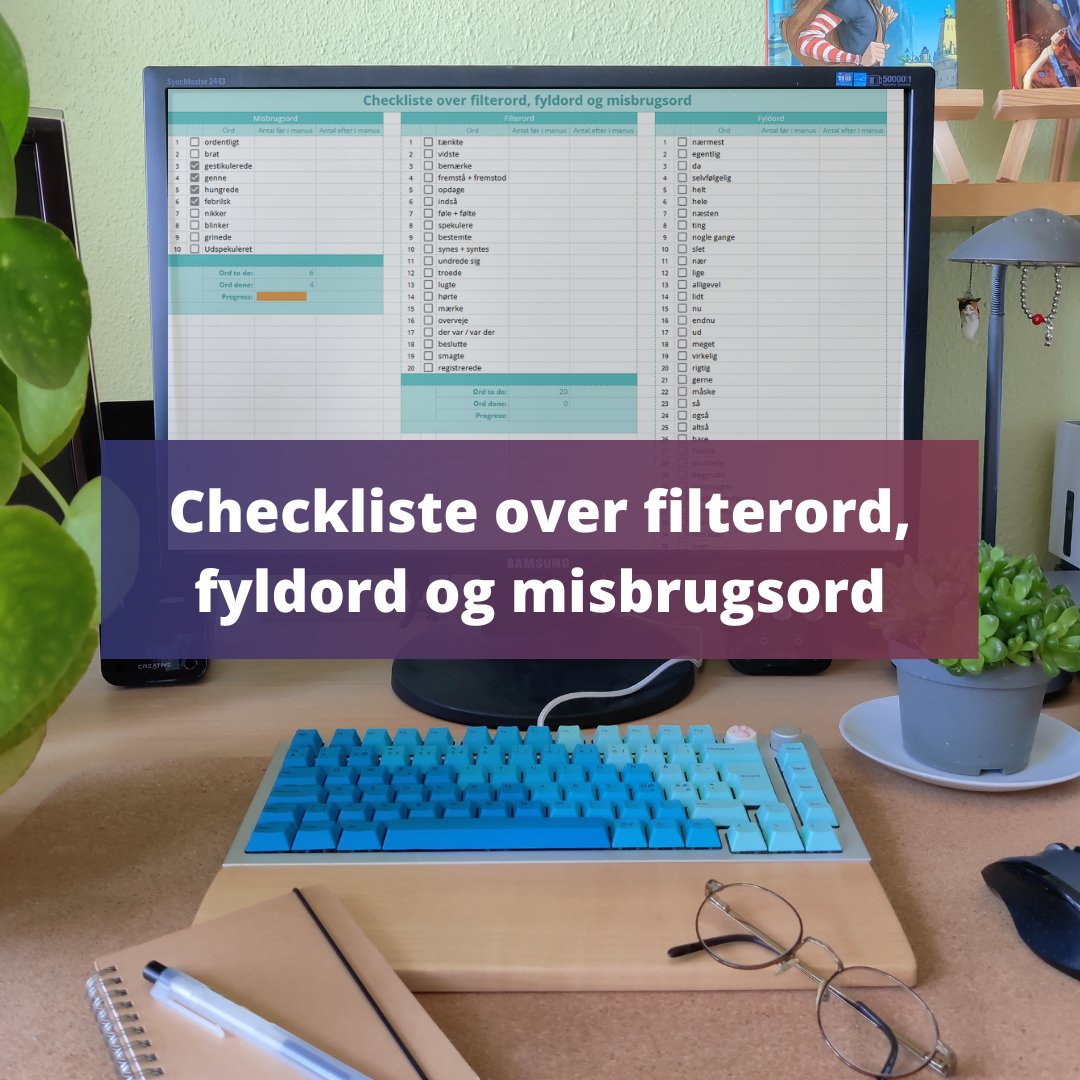 SyncMaster 2443
50000:1
Checkliste over filterord, fyldord og misbrugsord
Misbrugsord
Ord Antal før i manus Antal efter i manus
1 ordentligt
2 brat
3 gestikulerede
4 genne
5 hungrede
6 febrilsk
7 nikker
8 blinker
9 grinede
10 Udspekuleret
Ord to do: 6
Ord done: 4
Progress:
Filterord
Ord Antal før i manus Antal efter i manus
1 tænkte
2 vidste
3 bemærke
4 fremstå + fremstod
5 opdage
6 indså
7 føle + følte
8 spekulere
9 bestemte
10 synes + syntes
11 undrede sig
12 troede
13 lugte
14 hørte
15 mærke
16 overveje
17 der var / var der
18 beslutte
19 smagte
20 registrerede
Ord to do: 20
Ord done: 0
Progress:
Fyldord
Ord Antal før i manus Antal efter i manus
1 nærmest
2 egentlig
3 da
4 selvfølgelig
5 helt
6 hele
7 næsten
8 ting
9 nogle gange
10 slet
11 nær
12 lige
13 alligevel
14 lidt
15 nu
16 endnu
17 ud
18 meget
19 virkelig
20 rigtig
21 gerne
22 måske
23 så
24 også
25 altså
26 bare
Checkliste over filterord,
fyldord og misbrugsord
SAMSUNG
CREATIVE